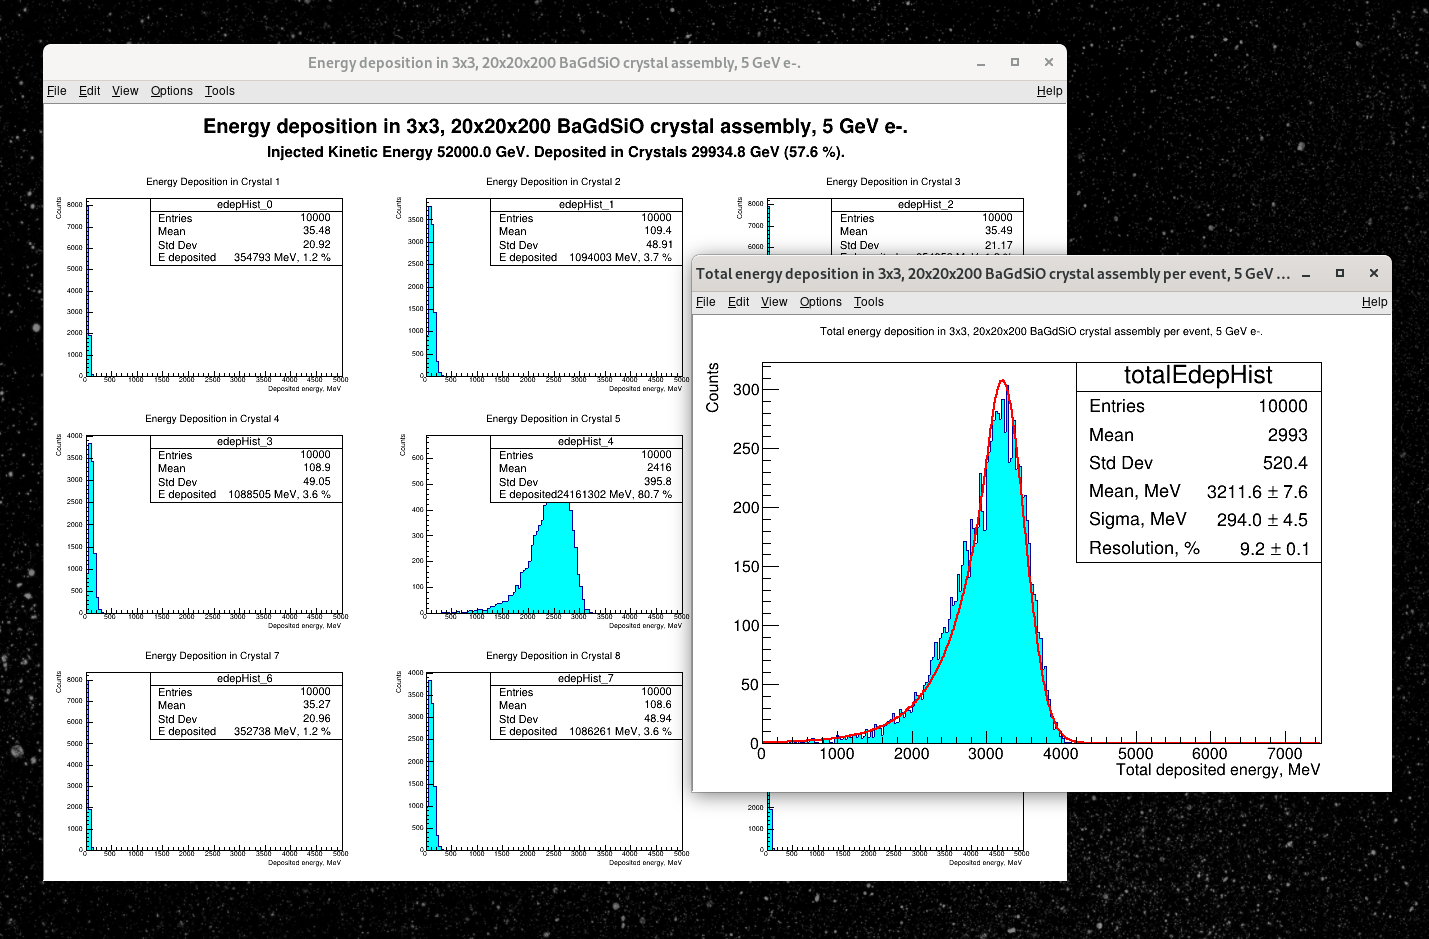 Energy deposition in 3x3, 20x20x200 BaGdSiO crystal assembly, 5 GeV e-.
File Edit View Options Tools Help
Energy deposition in 3x3, 20x20x200 BaGdSiO crystal assembly, 5 GeV e-.
Injected Kinetic Energy 52000.0 GeV. Deposited in Crystals 29934.8 GeV (57.6 %).
Energy Deposition in Crystal 1
Counts
8000
7000
6000
5000
4000
3000
2000
1000
0
edepHist_0
Entries 10000
Mean 35.48
Std Dev 20.92
E deposited 354793 MeV, 1.2 %
0 500 1000 1500 2000 2500 3000 3500 4000 4500 5000
Deposited energy, MeV
Energy Deposition in Crystal 2
Counts
3500
3000
2500
2000
1500
1000
500
0
edepHist_1
Entries 10000
Mean 109.4
Std Dev 48.91
E deposited 1094003 MeV, 3.7 %
0 500 1000 1500 2000 2500 3000 3500 4000 4500 5000
Deposited energy, MeV
Energy Deposition in Crystal 3
Counts
8000
7000
6000
edepHist_2
Entries 10000
Mean 35.49
Std Dev 21.17
Energy Deposition in Crystal 4
Counts
4000
3500
3000
2500
2000
1500
1000
500
0
edepHist_3
Entries 10000
Mean 108.9
Std Dev 49.05
E deposited 1088505 MeV, 3.6 %
0 500 1000 1500 2000 2500 3000 3500 4000 4500 5000
Deposited energy, MeV
Energy Deposition in Crystal 5
Counts
600
500
400
300
200
100
0
edepHist_4
Entries 10000
Mean 2416
Std Dev 395.8
E deposited24161302 MeV, 80.7 %
0 500 1000 1500 2000 2500 3000 3500 4000 4500 5000
Deposited energy, MeV
Energy Deposition in Crystal 7
Counts
8000
7000
6000
5000
4000
3000
2000
1000
0
edepHist_6
Entries 10000
Mean 35.27
Std Dev 20.96
E deposited 352738 MeV, 1.2 %
0 500 1000 1500 2000 2500 3000 3500 4000 4500 5000
Deposited energy, MeV
Energy Deposition in Crystal 8
Counts
4000
3500
3000
2500
2000
1500
1000
500
0
edepHist_7
Entries 10000
Mean 108.6
Std Dev 48.94
E deposited 1086261 MeV, 3.6 %
0 500 1000 1500 2000 2500 3000 3500 4000 4500 5000
Deposited energy, MeV
2000
1000
0
500 1000 1500 2000 2500 3000 3500 4000 4500 5000
Deposited energy, MeV
Total energy deposition in 3x3, 20x20x200 BaGdSiO crystal assembly per event, 5 GeV ...
File Edit View Options Tools Help
Total energy deposition in 3x3, 20x20x200 BaGdSiO crystal assembly per event, 5 GeV e-.
Counts
300
250
200
150
100
50
0
totalEdepHist
Entries 10000
Mean 2993
Std Dev 520.4
Mean, MeV 3211.6 ± 7.6
Sigma, MeV 294.0 ± 4.5
Resolution, % 9.2 ± 0.1
0 1000 2000 3000 4000 5000 6000 7000
Total deposited energy, MeV